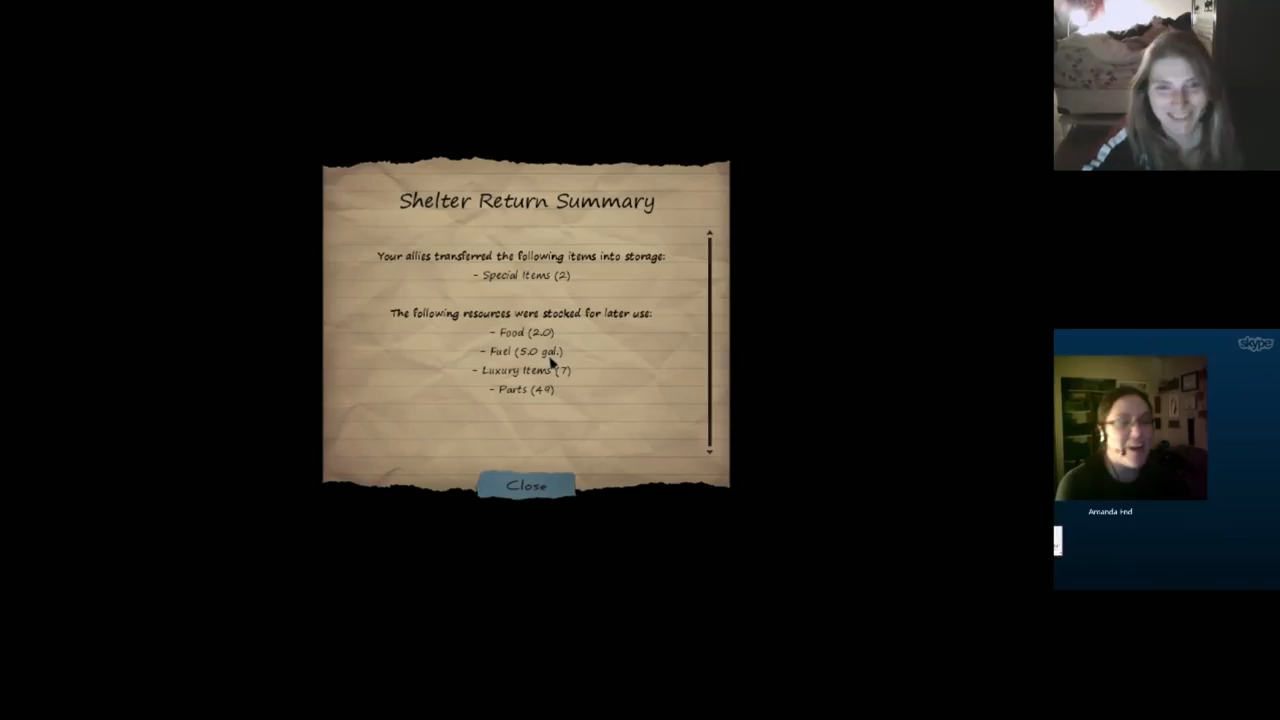 Shelter Return Summary
Your allies transferred the following items into storage:
- Special Items (2)
The following resources were stocked for later use:
- Food (2.0)
- Fuel (5.0 gal.)
- Luxury Items (7)
- Parts (49)
Close
skype
Amanda